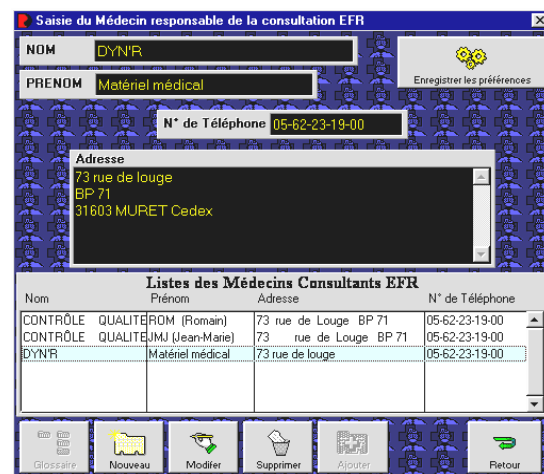 Saisie du Médecin responsable de la consultation EFR
NOM DYN'R
Enregistrer les préférences
PRENOM Matériel médical
N° de Téléphone 05-62-23-19-00
Adresse
73 rue de louge
BP 71
31603 MURET Cedex
Listes des Médecins Consultants EFR
Nom Prénom Adresse N° de Téléphone
CONTRÔLE QUALITE ROM (Romain) 73 rue de Louge BP 71 05-62-23-19-00
CONTRÔLE QUALITE JMJ (Jean-Marie) 73 rue de Louge BP 71 05-62-23-19-00
DYN'R Matériel médical 73 rue de louge 05-62-23-19-00
Glossaire Nouveau Modifer Supprimer Ajouter Retour